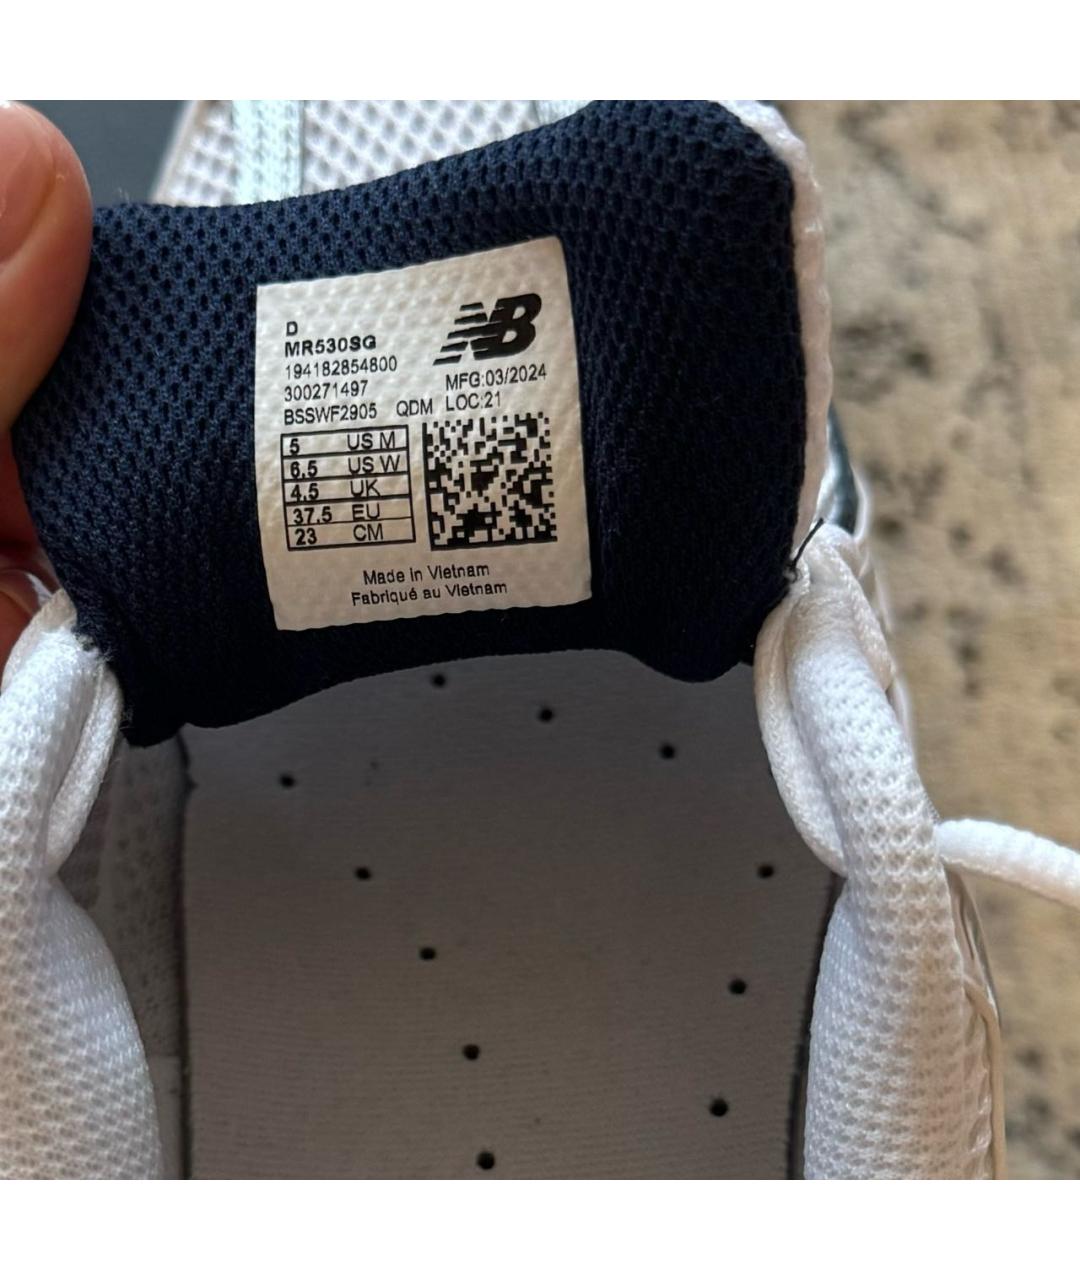 D
MR530SG
194182854800
300271497
BSSWF2905 QDM
NB
MFG:03/2024
LOC:21
5 US M
6.5 US W
4.5 UK
37.5 EU
23 CM
Made in Vietnam
Fabriqué au Vietnam